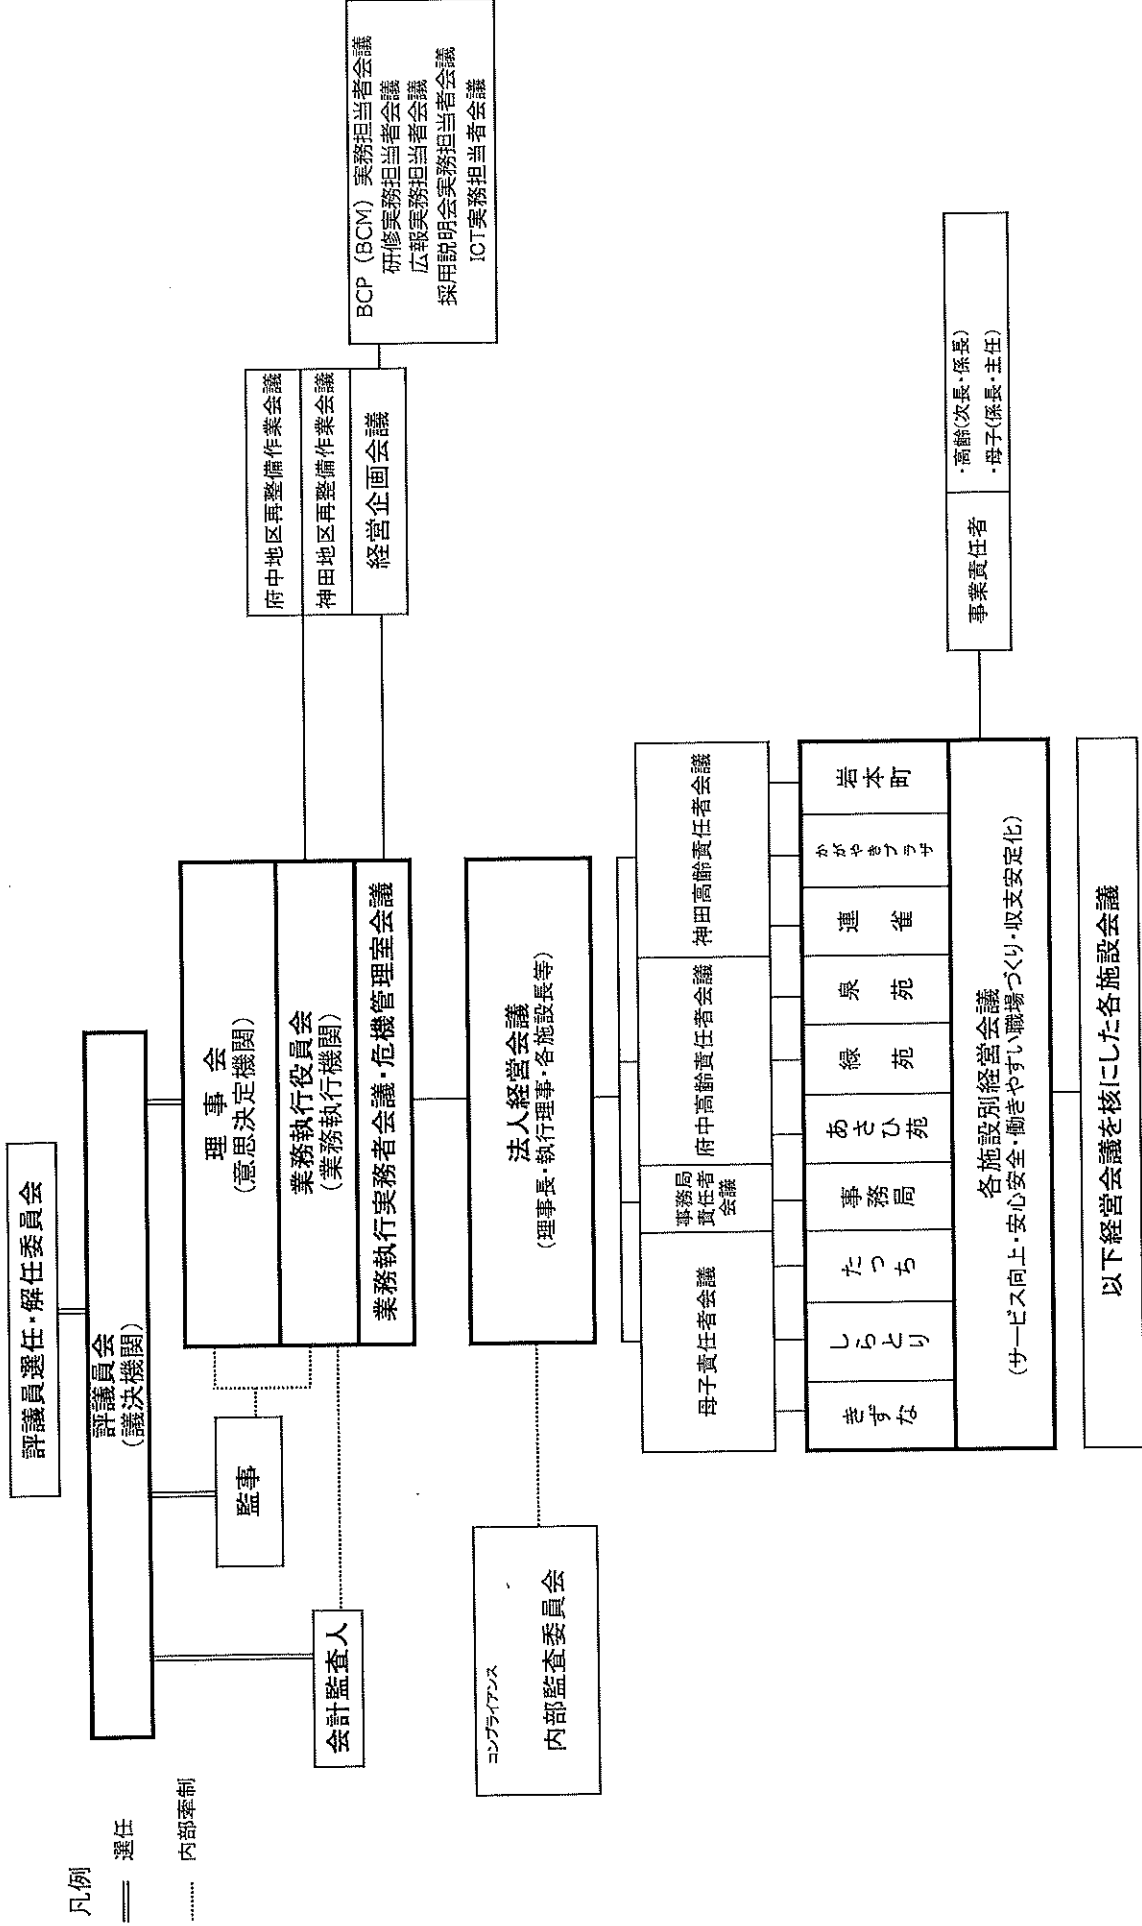 凡例
選任
内部牽制
評議員選任・解任委員会
評議員会
(議決機関)
監事
会計監査人
理 事 会
(意思決定機関)
業務執行役員会
(業務執行機関)
業務執行実務者会議・危機管理室会議
府中地区再整備作業会議
神田地区再整備作業会議
経営企画会議
BCP(BCM)実務担当者会議
研修実務担当者会議
広報実務担当者会議
採用説明会実務担当者会議
ICT実務担当者会議
法人経営会議
(理事長・執行理事・各施設長等)
コンプライアンス
内部監査委員会
母子責任者会議
事務局
責任者
会議
府中高齢責任者会議
神田高齢責任者会議
きずな
しらとり
たっち
事務局
あさひ苑
緑苑
泉苑
連雀
かがやきプラザ
岩本町
各施設別経営会議
(サービス向上・安心安全・働きやすい職場づくり・収支安定化)
事業責任者
・高齢(次長・係長)
・母子(係長・主任)
以下経営会議を核にした各施設会議